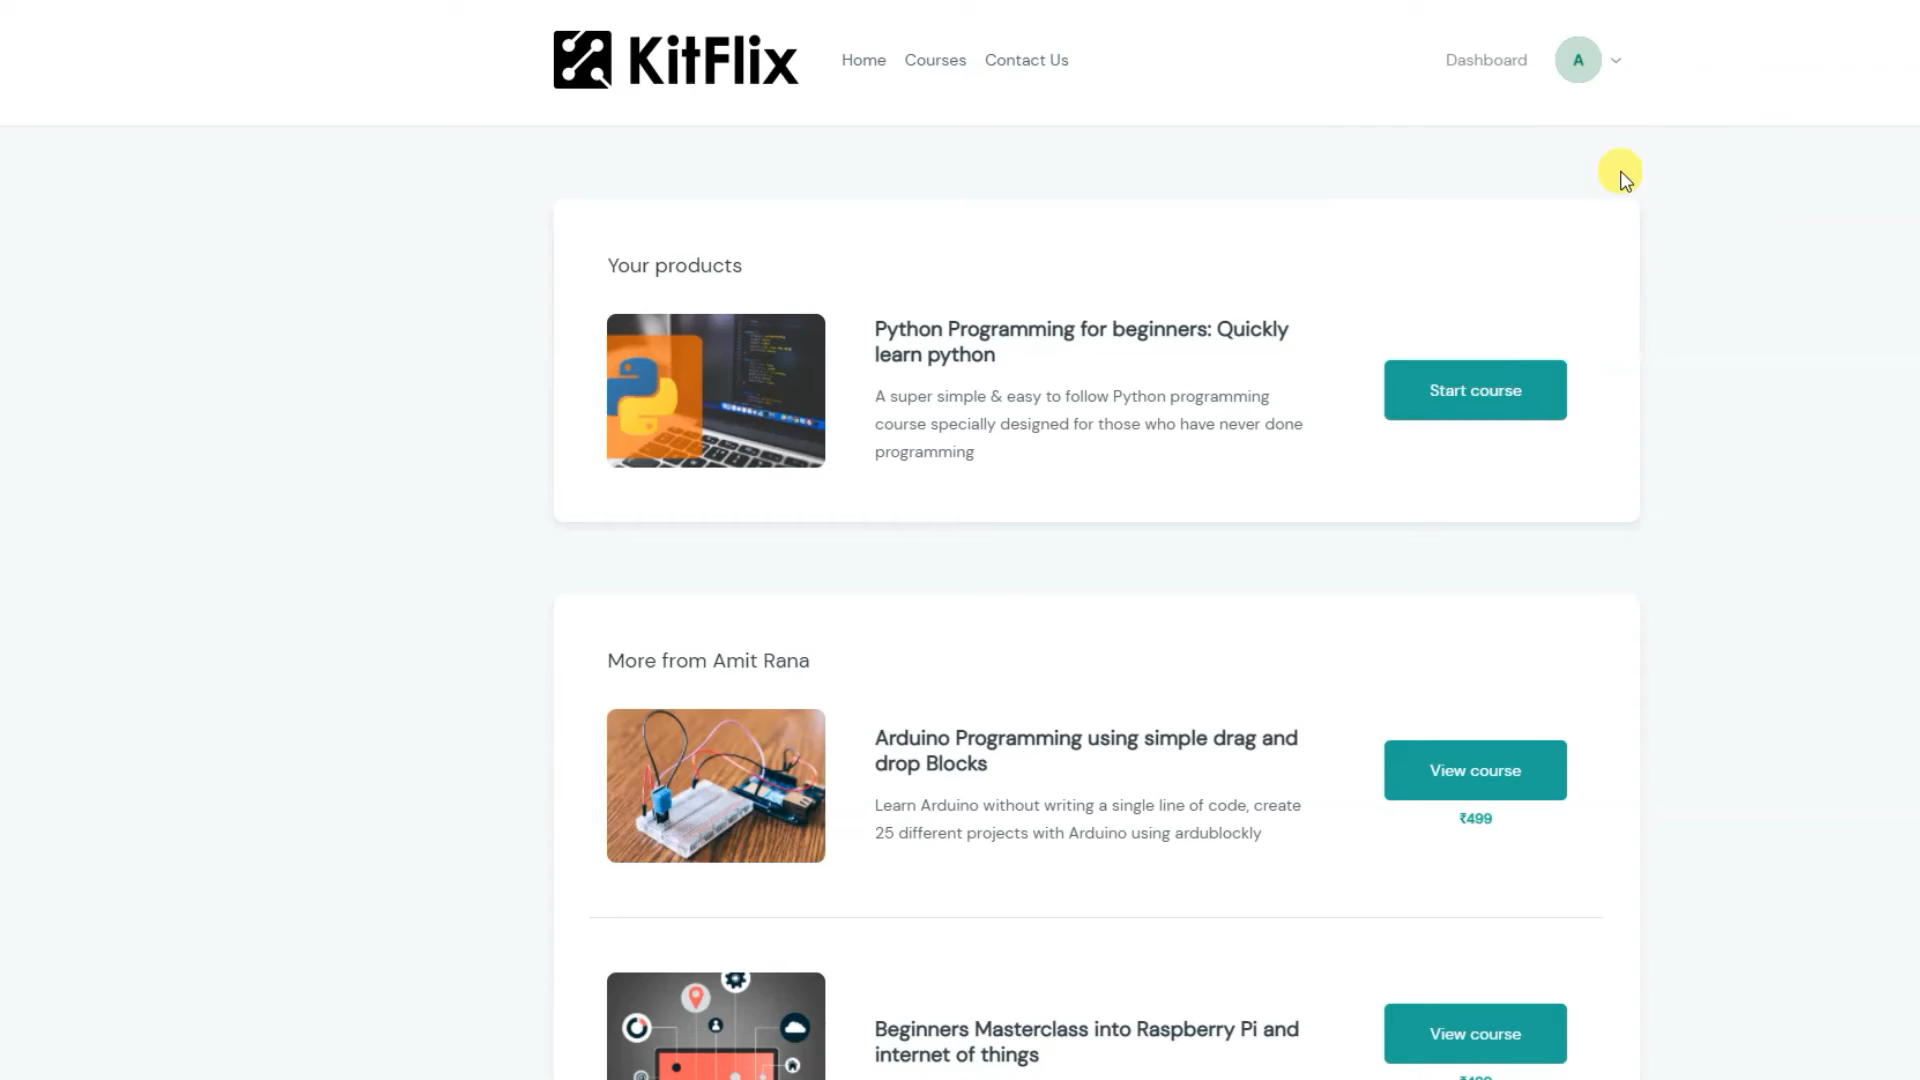 KitFlix
Home
Courses
Contact Us
Dashboard
A
Your products
Python Programming for beginners: Quickly
learn python
A super simple & easy to follow Python programming
course specially designed for those who have never done
programming
Start course
More from Amit Rana
Arduino Programming using simple drag and
drop Blocks
Learn Arduino without writing a single line of code, create
25 different projects with Arduino using ardublockly
View course
₹499
Beginners Masterclass into Raspberry Pi and
internet of things
View course